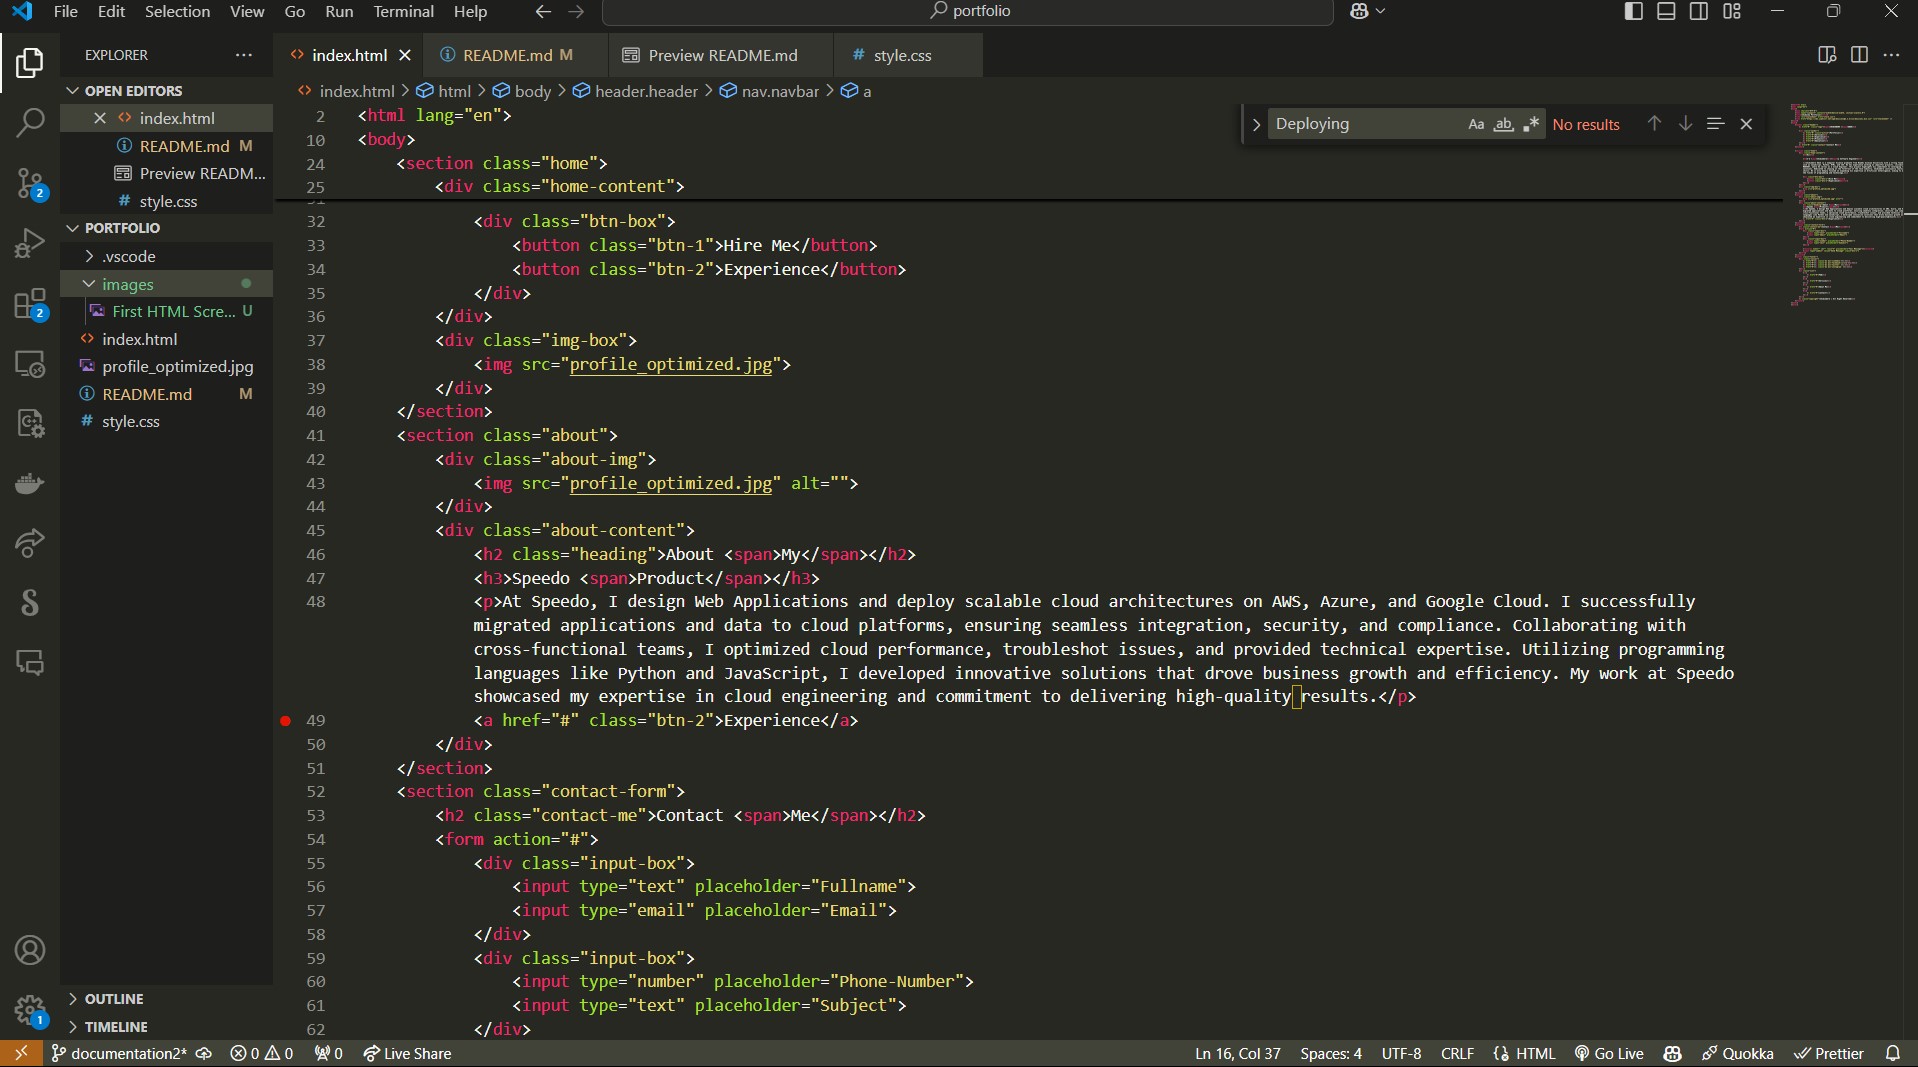 File Edit Selection View Go Run Terminal Help
portfolio
EXPLORER
OPEN EDITORS
index.html
README.md M
Preview READM...
style.css
PORTFOLIO
.vscode
images
First HTML Scre... U
index.html
profile_optimized.jpg
README.md M
style.css
OUTLINE
TIMELINE
2
2
1
index.html README.md M Preview README.md style.css
index.html > html > body > header.header > nav.navbar > a
Deploying Aa ab No results
2 <html lang="en">
10 <body>
24 <section class="home">
25 <div class="home-content">
32 <div class="btn-box">
33 <button class="btn-1">Hire Me</button>
34 <button class="btn-2">Experience</button>
35 </div>
36 </div>
37 <div class="img-box">
38 <img src="profile_optimized.jpg">
39 </div>
40 </section>
41 <section class="about">
42 <div class="about-img">
43 <img src="profile_optimized.jpg" alt="">
44 </div>
45 <div class="about-content">
46 <h2 class="heading">About <span>My</span></h2>
47 <h3>Speedo <span>Product</span></h3>
48 <p>At Speedo, I design Web Applications and deploy scalable cloud architectures on AWS, Azure, and Google Cloud. I successfully
migrated applications and data to cloud platforms, ensuring seamless integration, security, and compliance. Collaborating with
cross-functional teams, I optimized cloud performance, troubleshot issues, and provided technical expertise. Utilizing programming
languages like Python and JavaScript, I developed innovative solutions that drove business growth and efficiency. My work at Speedo
showcased my expertise in cloud engineering and commitment to delivering high-quality results.</p>
49 <a href="#" class="btn-2">Experience</a>
50 </div>
51 </section>
52 <section class="contact-form">
53 <h2 class="contact-me">Contact <span>Me</span></h2>
54 <form action="#">
55 <div class="input-box">
56 <input type="text" placeholder="Fullname">
57 <input type="email" placeholder="Email">
58 </div>
59 <div class="input-box">
60 <input type="number" placeholder="Phone-Number">
61 <input type="text" placeholder="Subject">
62 </div>
documentation2* 0 0 0 Live Share Ln 16, Col 37 Spaces: 4 UTF-8 CRLF HTML Go Live Quokka Prettier